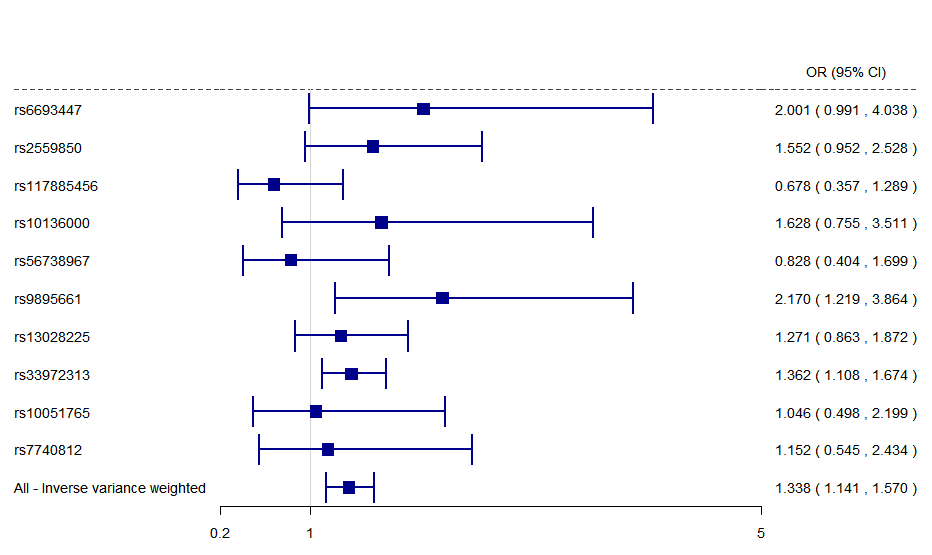 OR (95% CI)
rs6693447 2.001 ( 0.991 , 4.038 )
rs2559850 1.552 ( 0.952 , 2.528 )
rs117885456 0.678 ( 0.357 , 1.289 )
rs10136000 1.628 ( 0.755 , 3.511 )
rs56738967 0.828 ( 0.404 , 1.699 )
rs9895661 2.170 ( 1.219 , 3.864 )
rs13028225 1.271 ( 0.863 , 1.872 )
rs33972313 1.362 ( 1.108 , 1.674 )
rs10051765 1.046 ( 0.498 , 2.199 )
rs7740812 1.152 ( 0.545 , 2.434 )
All - Inverse variance weighted 1.338 ( 1.141 , 1.570 )
0.2 1 5